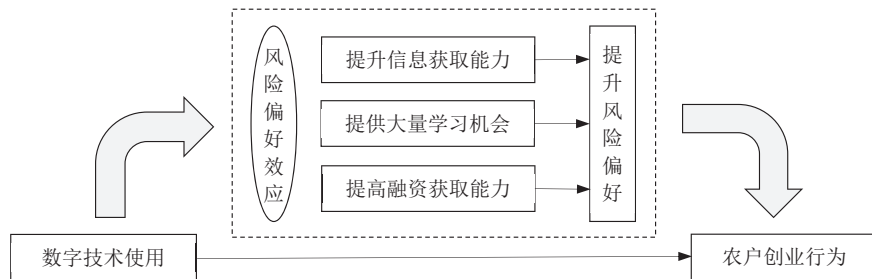 风险偏好效应
提升信息获取能力
提供大量学习机会
提高融资获取能力
提升风险偏好
数字技术使用
农户创业行为